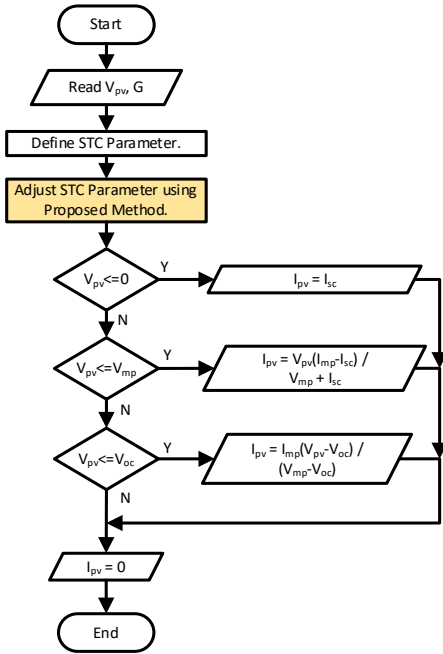 Start
Read Vpv, G
Define STC Parameter.
Adjust STC Parameter using
Proposed Method.
Vpv<=0
Y
Ipv = Isc
N
Vpv<=Vmp
Y
Ipv = Vpv(Imp-Isc) /
Vmp + Isc
N
Vpv<=Voc
Y
Ipv = Imp(Vpv-Voc) /
(Vmp-Voc)
N
Ipv = 0
End